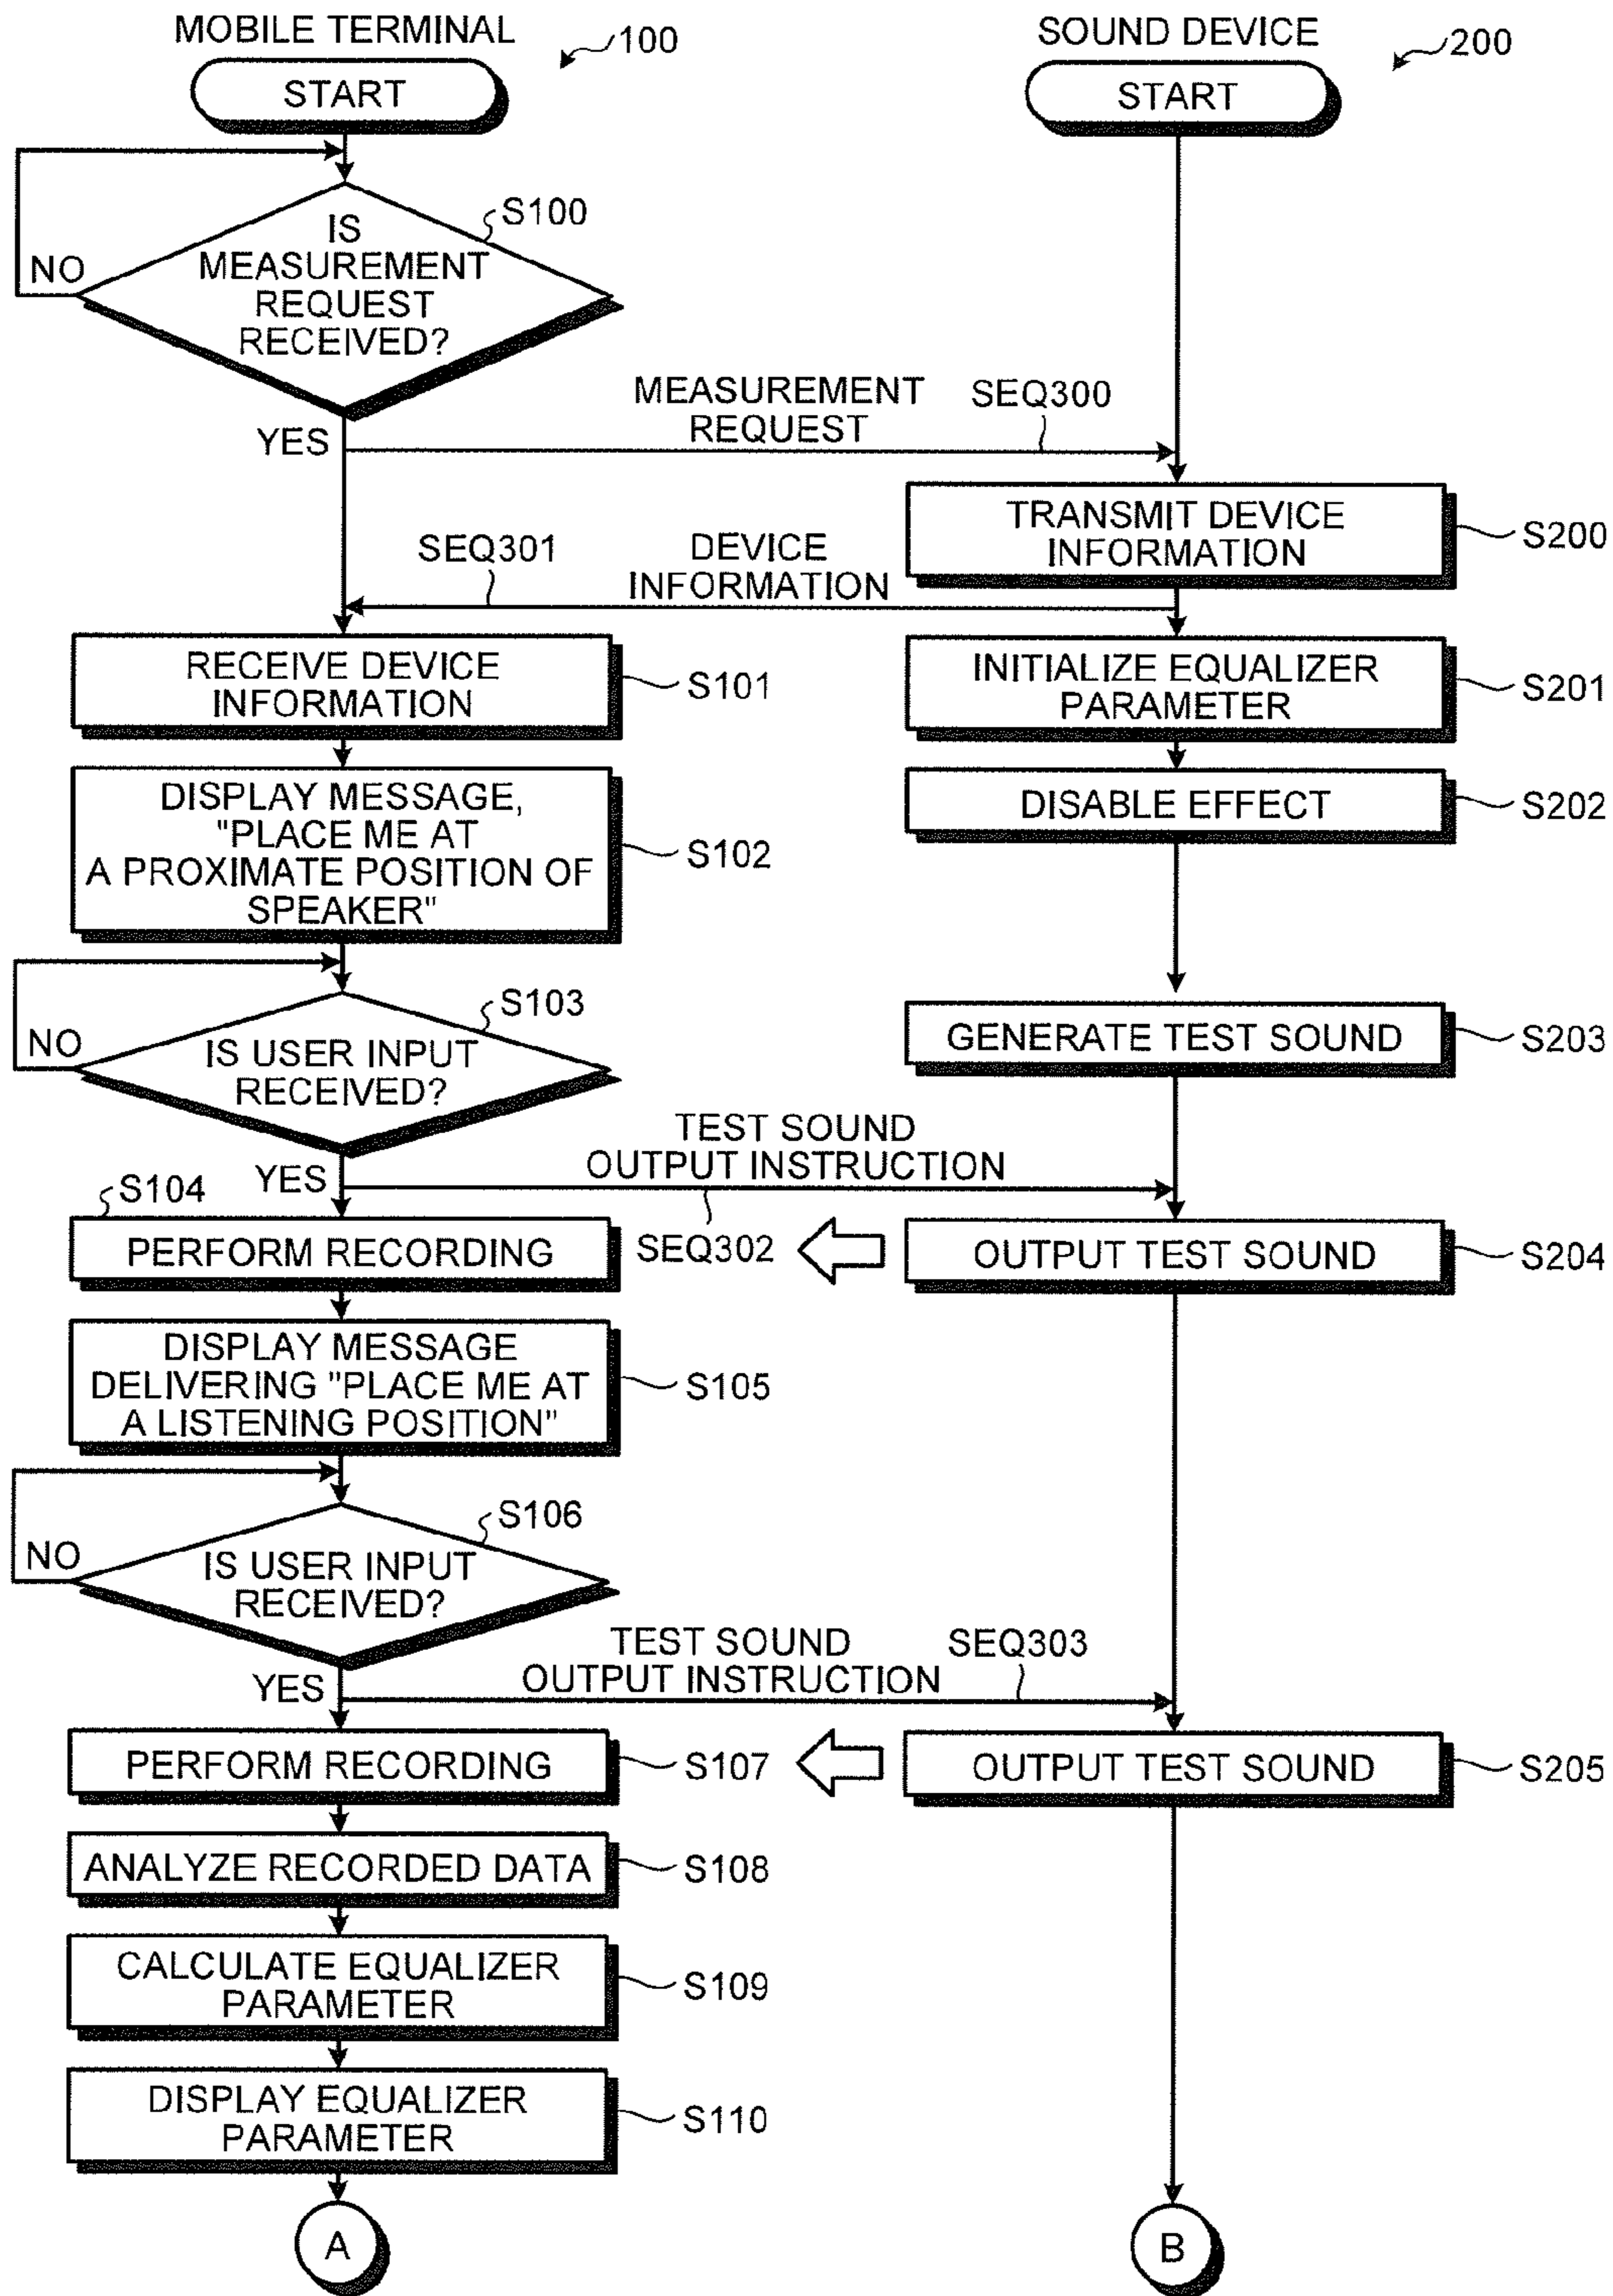 MOBILE TERMINAL
100
SOUND DEVICE
200
START
START
S100
IS
MEASUREMENT
REQUEST
RECEIVED?
NO
YES
MEASUREMENT
REQUEST
SEQ300
TRANSMIT DEVICE
INFORMATION
S200
SEQ301
DEVICE
INFORMATION
RECEIVE DEVICE
INFORMATION
S101
INITIALIZE EQUALIZER
PARAMETER
S201
DISPLAY MESSAGE,
"PLACE ME AT
A PROXIMATE POSITION OF
SPEAKER"
S102
DISABLE EFFECT
S202
S103
NO
IS USER INPUT
RECEIVED?
GENERATE TEST SOUND
S203
YES
TEST SOUND
OUTPUT INSTRUCTION
S104
PERFORM RECORDING
SEQ302
OUTPUT TEST SOUND
S204
DISPLAY MESSAGE
DELIVERING "PLACE ME AT
A LISTENING POSITION"
S105
S106
NO
IS USER INPUT
RECEIVED?
YES
TEST SOUND
OUTPUT INSTRUCTION
SEQ303
PERFORM RECORDING
S107
OUTPUT TEST SOUND
S205
ANALYZE RECORDED DATA
S108
CALCULATE EQUALIZER
PARAMETER
S109
DISPLAY EQUALIZER
PARAMETER
S110
A
B